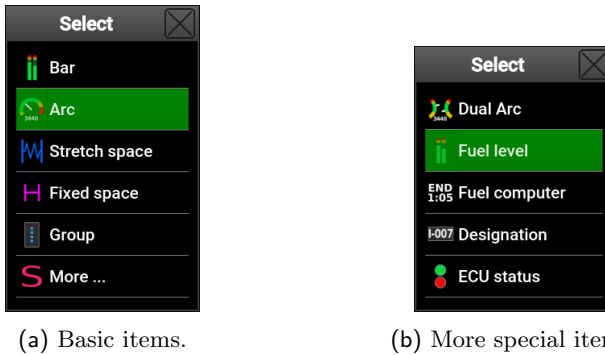 Select
Bar
3440 Arc
Stretch space
Fixed space
Group
More ...
(a) Basic items.
Select
3440 Dual Arc
Fuel level
END
1:05 Fuel computer
I-007 Designation
ECU status
(b) More special